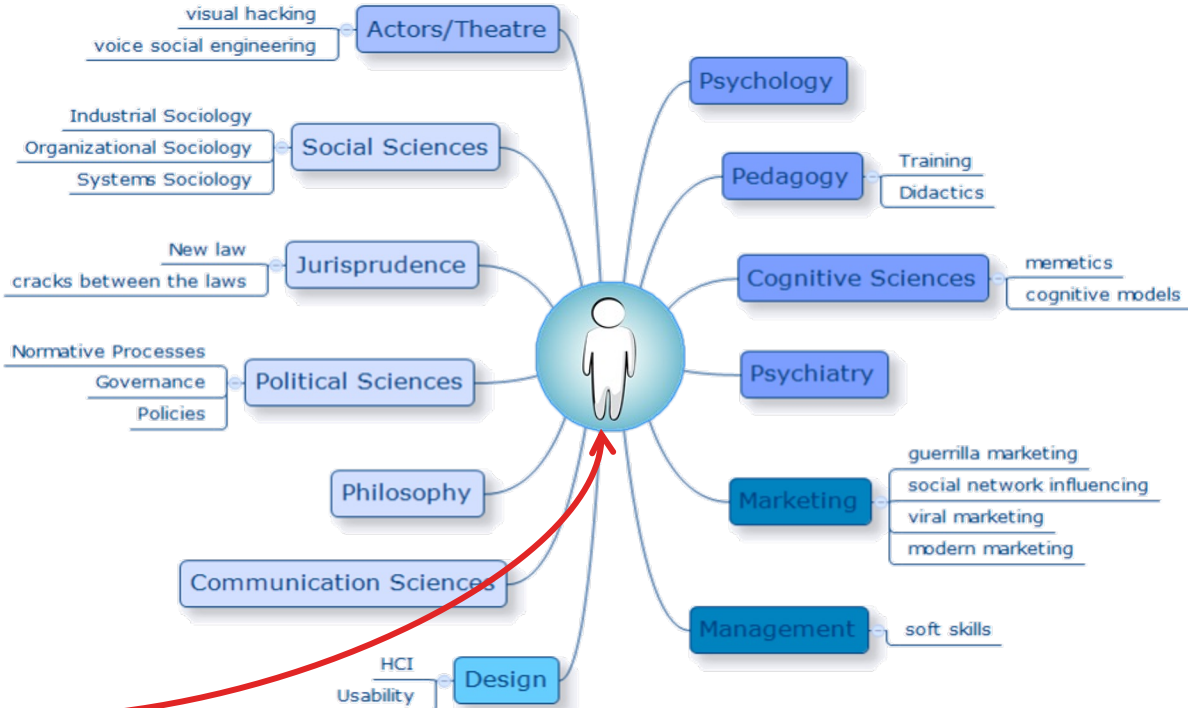 visual hacking
voice social engineering
Actors/Theatre
Industrial Sociology
Organizational Sociology
Systems Sociology
Social Sciences
New law
cracks between the laws
Jurisprudence
Normative Processes
Governance
Policies
Political Sciences
Philosophy
Communication Sciences
HCI
Usability
Design
Psychology
Pedagogy
Training
Didactics
Cognitive Sciences
memetics
cognitive models
Psychiatry
Marketing
guerrilla marketing
social network influencing
viral marketing
modern marketing
Management
soft skills